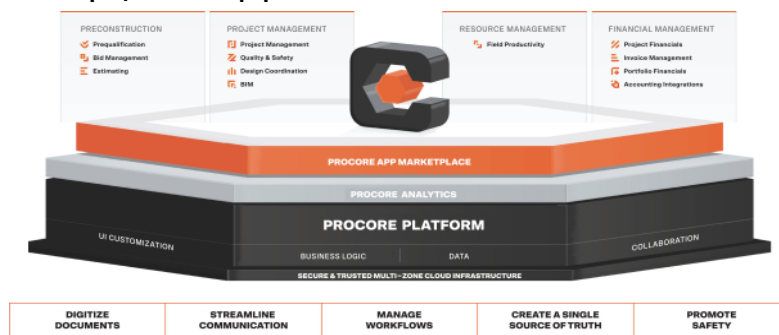 PRECONSTRUCTION
Prequalification
Bid Management
Estimating
PROJECT MANAGEMENT
Project Management
Quality & Safety
Design Coordination
BIM
RESOURCE MANAGEMENT
Field Productivity
FINANCIAL MANAGEMENT
Project Financials
Invoice Management
Portfolio Financials
Accounting Integrations
PROCORE APP MARKETPLACE
PROCORE ANALYTICS
PROCORE PLATFORM
UI CUSTOMIZATION
BUSINESS LOGIC
DATA
COLLABORATION
SECURE & TRUSTED MULTI-ZONE CLOUD INFRASTRUCTURE
DIGITIZE
DOCUMENTS
STREAMLINE
COMMUNICATION
MANAGE
WORKFLOWS
CREATE A SINGLE
SOURCE OF TRUTH
PROMOTE
SAFETY